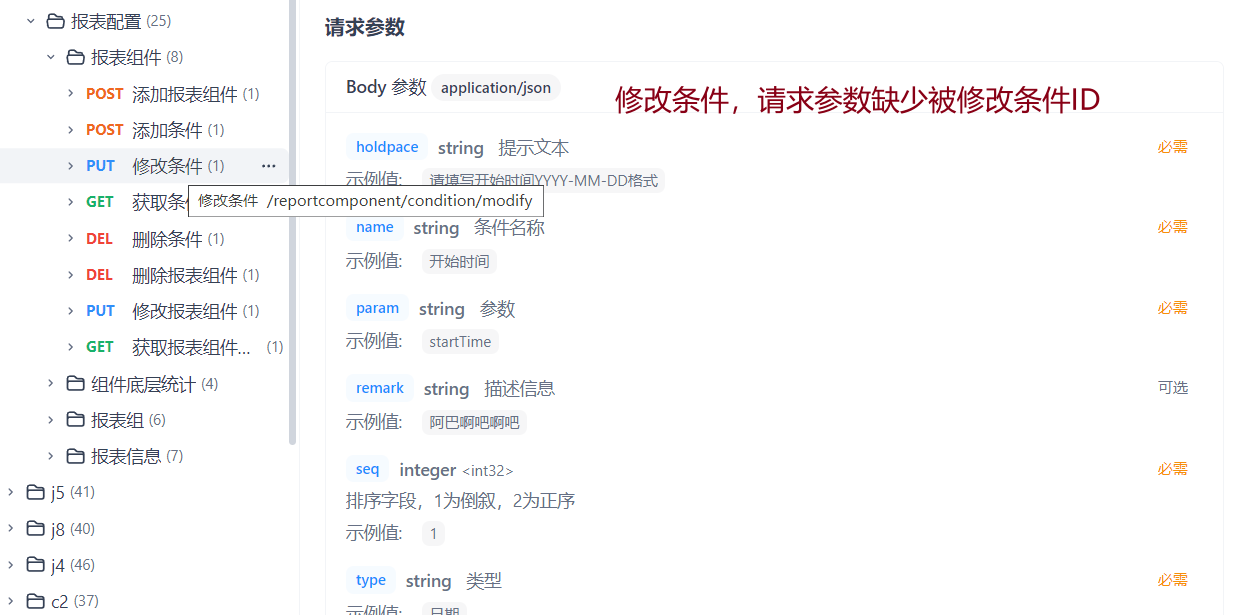 报表配置 (25)
报表组件 (8)
POST 添加报表组件 (1)
POST 添加条件 (1)
PUT 修改条件 (1) ···
GET 获取条
修改条件 /reportcomponent/condition/modify
DEL 删除条件 (1)
DEL 删除报表组件 (1)
PUT 修改报表组件 (1)
GET 获取报表组件... (1)
组件底层统计 (4)
报表组 (6)
报表信息 (7)
j5 (41)
j8 (40)
j4 (46)
c2 (37)
请求参数
Body 参数 application/json
修改条件，请求参数缺少被修改条件ID
holdpace string 提示文本 必需
示例值: 请填写开始时间YYYY-MM-DD格式
name string 条件名称 必需
示例值: 开始时间
param string 参数 必需
示例值: startTime
remark string 描述信息 可选
示例值: 阿巴啊吧啊吧
seq integer <int32> 必需
排序字段，1为倒叙，2为正序
示例值: 1
type string 类型 必需
示例值: 日期